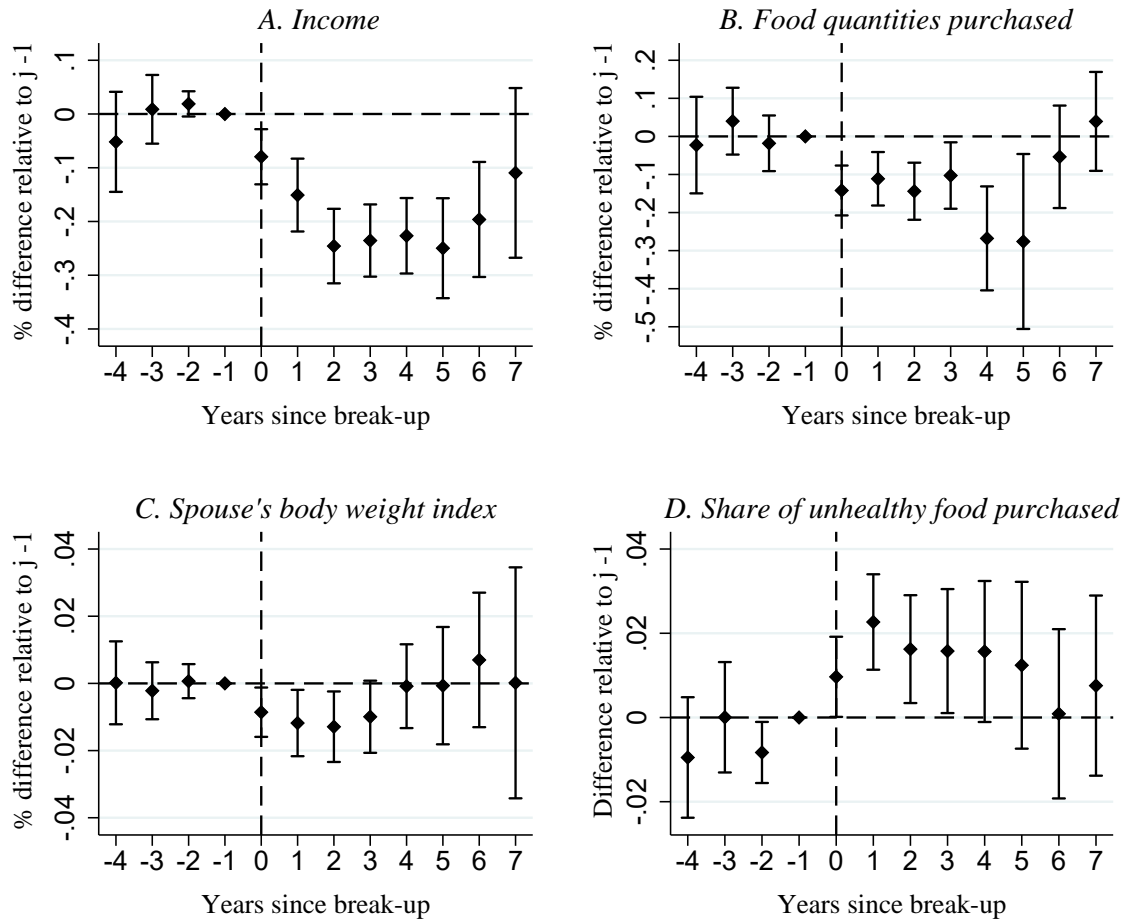 A. Income
% difference relative to j -1
.1
0
-.1
-.2
-.3
-.4
-4 -3 -2 -1 0 1 2 3 4 5 6 7
Years since break-up
B. Food quantities purchased
% difference relative to j -1
.2
.1
0
-.1
-.2
-.3
-.4
-.5
-4 -3 -2 -1 0 1 2 3 4 5 6 7
Years since break-up
C. Spouse's body weight index
% difference relative to j -1
.04
.02
0
-.02
-.04
-4 -3 -2 -1 0 1 2 3 4 5 6 7
Years since break-up
D. Share of unhealthy food purchased
Difference relative to j -1
.04
.02
0
-.02
-4 -3 -2 -1 0 1 2 3 4 5 6 7
Years since break-up